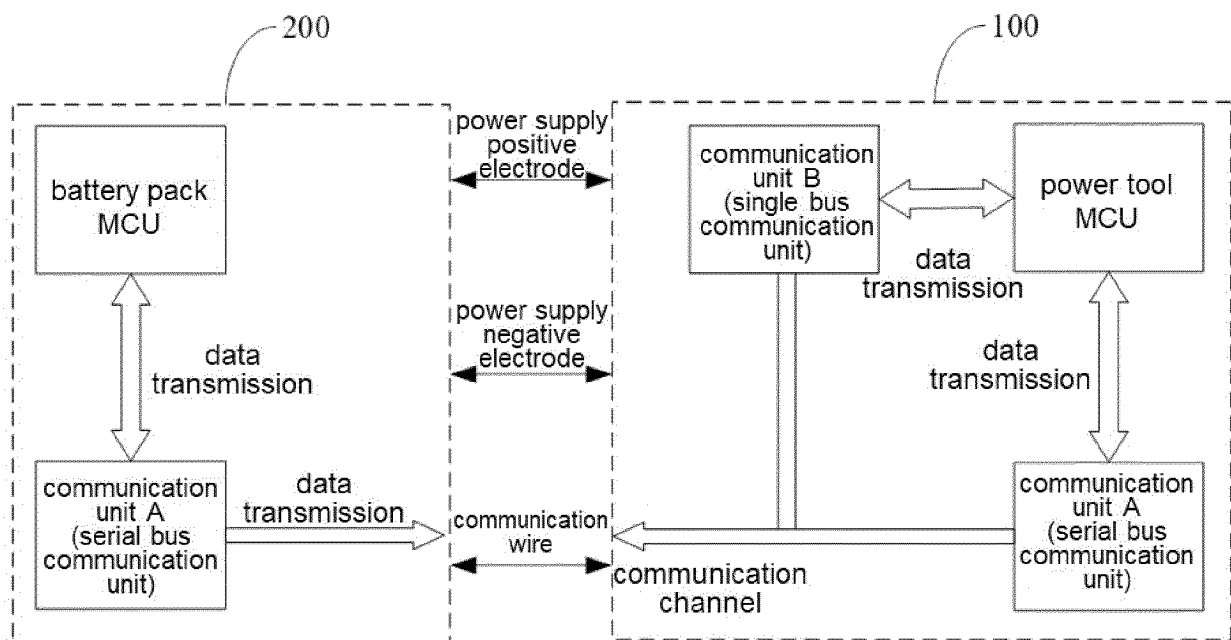 200
100
battery pack
MCU
data
transmission
communication
unit A
(serial bus
communication
unit)
data
transmission
power supply
positive
electrode
power supply
negative
electrode
communication
wire
communication
unit B
(single bus
communication
unit)
data
transmission
power tool
MCU
data
transmission
communication
unit A
(serial bus
communication
unit)
communication
channel